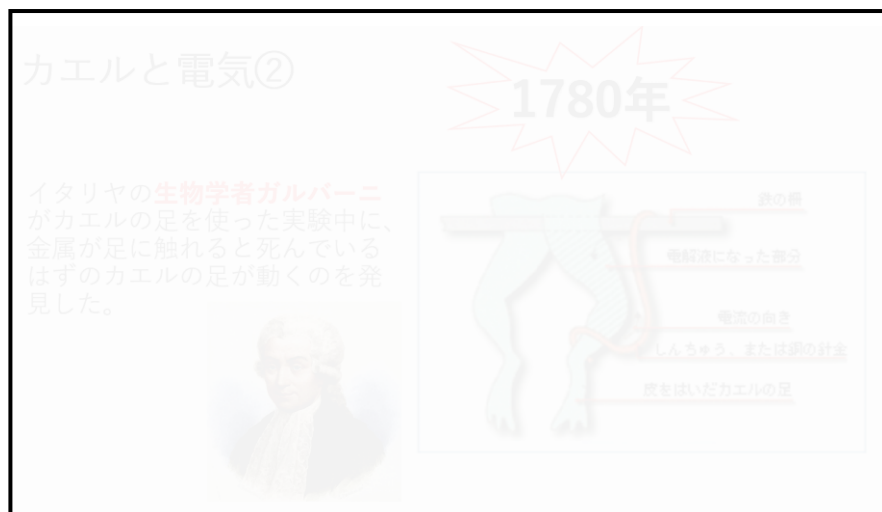 カエルと電気②
1780年
イタリヤの生物学者ガルバーニ
がカエルの足を使った実験中に、
金属が足に触れると死んでいる
はずのカエルの足が動くのを発
見した。
鉄の棒
電解液になった部分
電流の向き
しんちゅう、または銅の針金
皮をはいだカエルの足